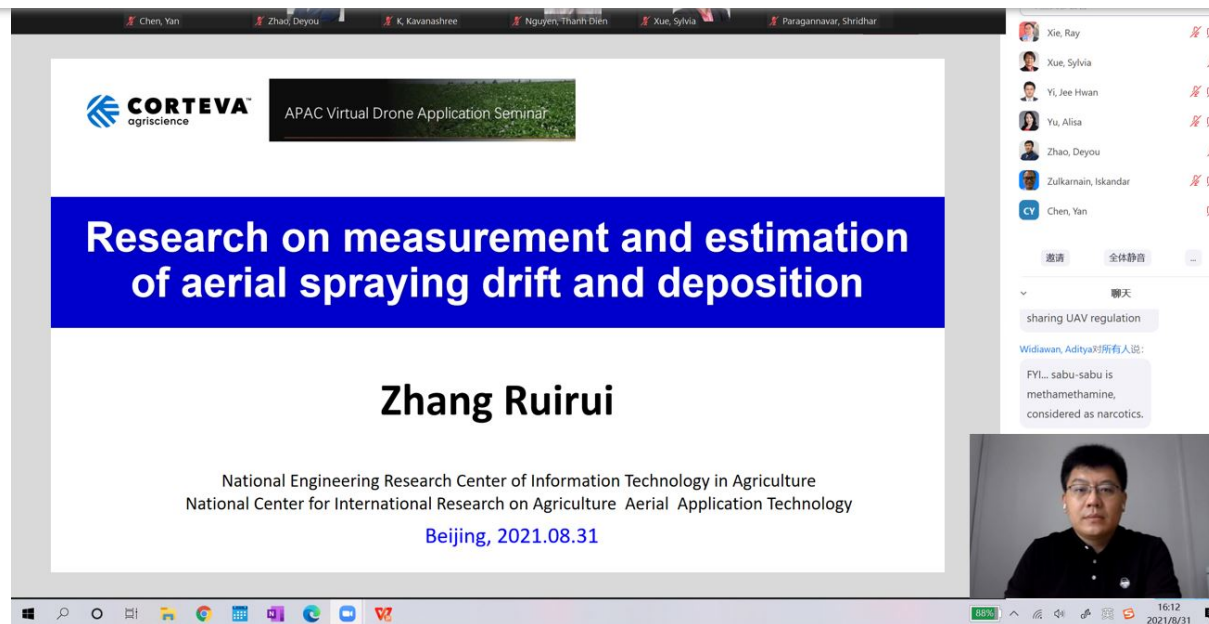 Chen, Yan
Zhao, Deyou
K, Kavanashree
Nguyen, Thanh Dien
Xue, Sylvia
Paragannavar, Shridhar
CORTEVA™
agriscience
APAC Virtual Drone Application Seminar
Research on measurement and estimation
of aerial spraying drift and deposition
Zhang Ruirui
National Engineering Research Center of Information Technology in Agriculture
National Center for International Research on Agriculture Aerial Application Technology
Beijing, 2021.08.31
Xie, Ray
Xue, Sylvia
Yi, Jee Hwan
Yu, Alisa
Zhao, Deyou
Zulkarnain, Iskandar
CY
Chen, Yan
邀请
全体静音
...
聊天
sharing UAV regulation
Widiawan, Aditya对所有人说:
FYI... sabu-sabu is
methamethamine,
considered as narcotics.
88%
英
16:12
2021/8/31